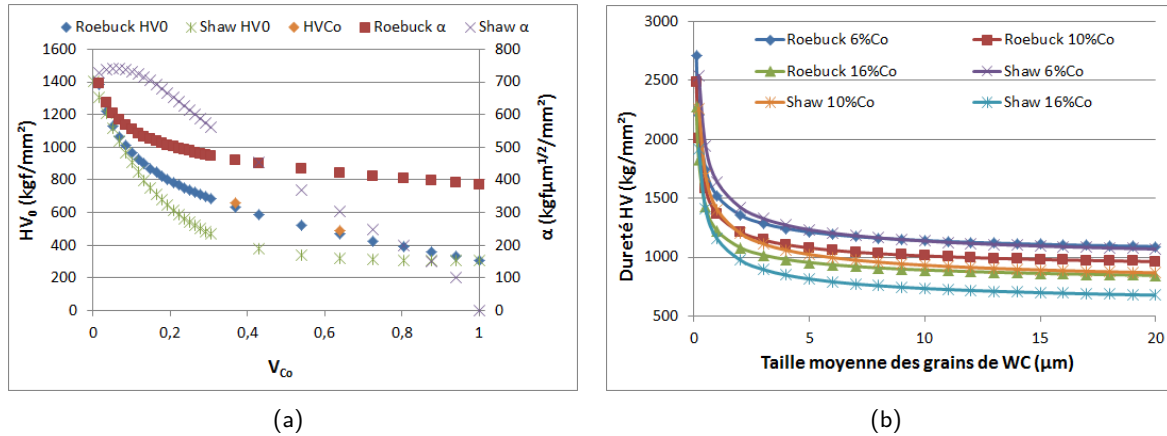 Roebuck HV0 Shaw HV0 HVCo Roebuck α Shaw α
1600
1400
1200
1000
800
600
400
200
0
HV₀ (kgf/mm²)
800
700
600
500
400
300
200
100
0
α (kgfμm¹/²/mm²)
0 0,2 0,4 0,6 0,8 1
V_Co
(a)
3000
2500
2000
1500
1000
500
Dureté HV (kg/mm²)
Roebuck 6%Co Roebuck 10%Co
Roebuck 16%Co Shaw 6%Co
Shaw 10%Co Shaw 16%Co
0 5 10 15 20
Taille moyenne des grains de WC (μm)
(b)